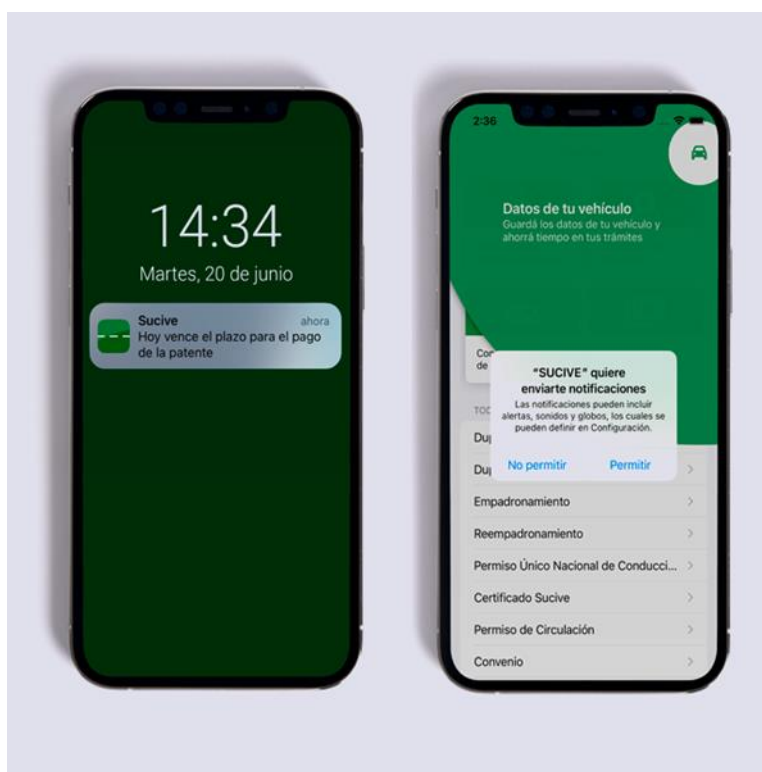 14:34
Martes, 20 de junio
Sucive
ahora
Hoy vence el plazo para el pago
de la patente
2:36
Datos de tu vehículo
Guardá los datos de tu vehículo y
ahorrá tiempo en tus trámites
"SUCIVE" quiere
enviarte notificaciones
Las notificaciones pueden incluir
alertas, sonidos y globos, los cuales se
pueden definir en Configuración.
No permitir
Permitir
Empadronamiento
Reempadronamiento
Permiso Único Nacional de Conducci...
Certificado Sucive
Permiso de Circulación
Convenio